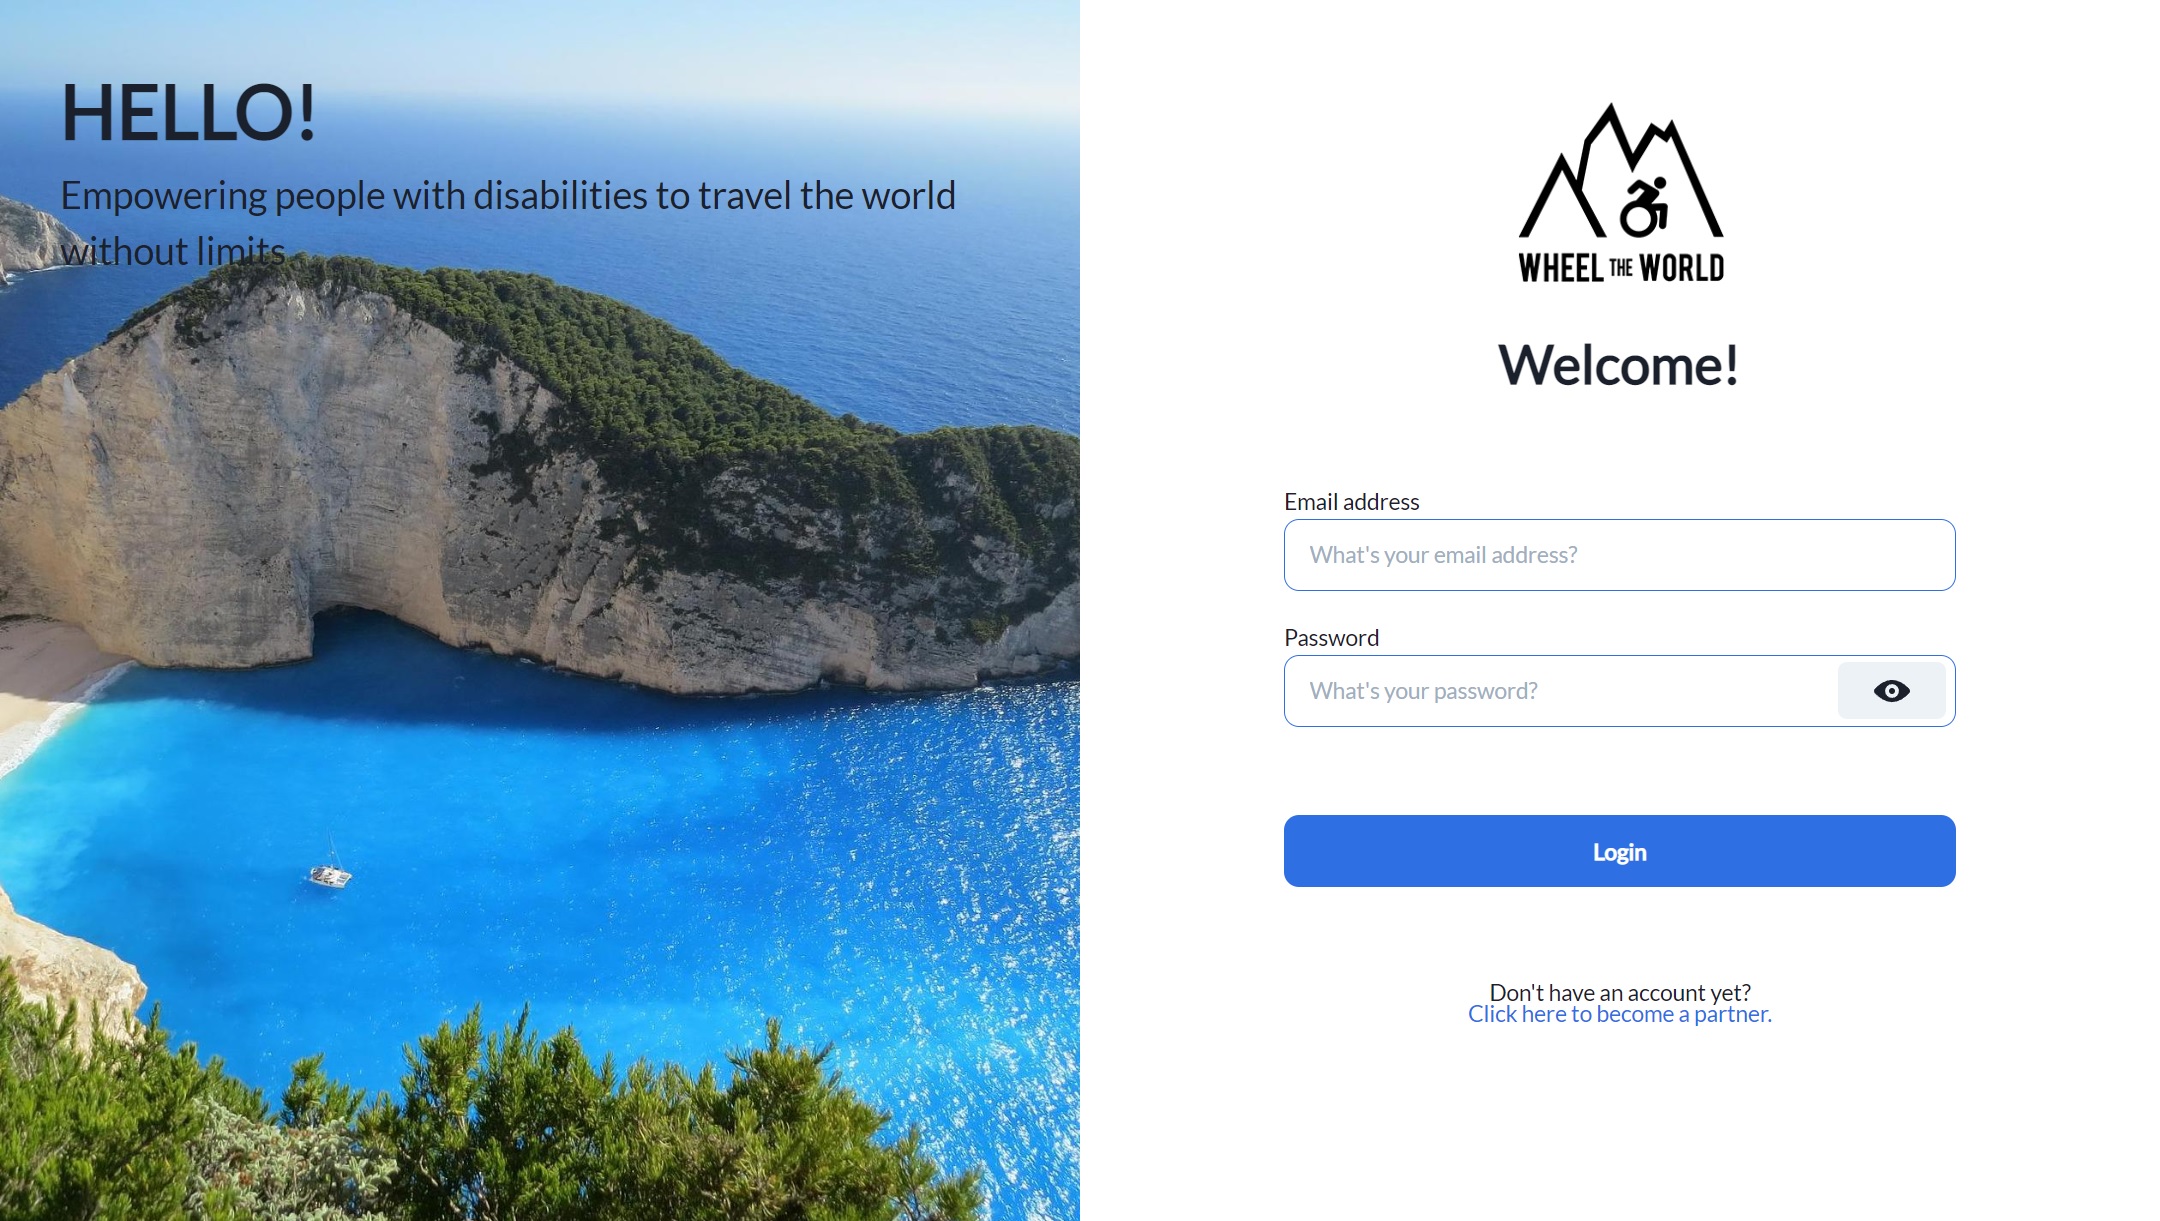 HELLO!
Empowering people with disabilities to travel the world
without limits
WHEEL THE WORLD
Welcome!
Email address
What's your email address?
Password
What's your password?
Login
Don't have an account yet?
Click here to become a partner.